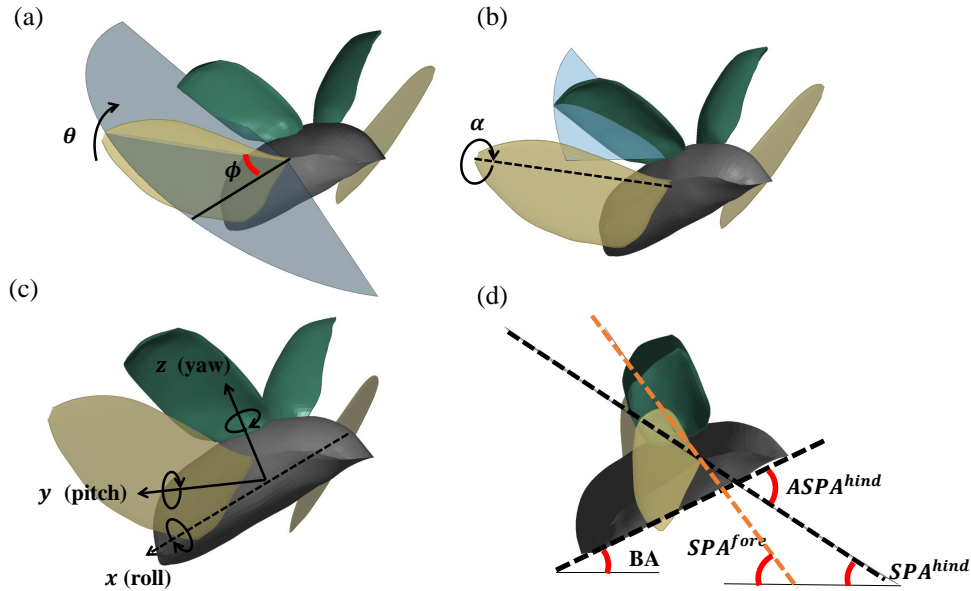 (a)
θ
ϕ
(b)
α
(c)
z (yaw)
y (pitch)
x (roll)
(d)
ASPA^hind
SPA^fore
BA
SPA^hind